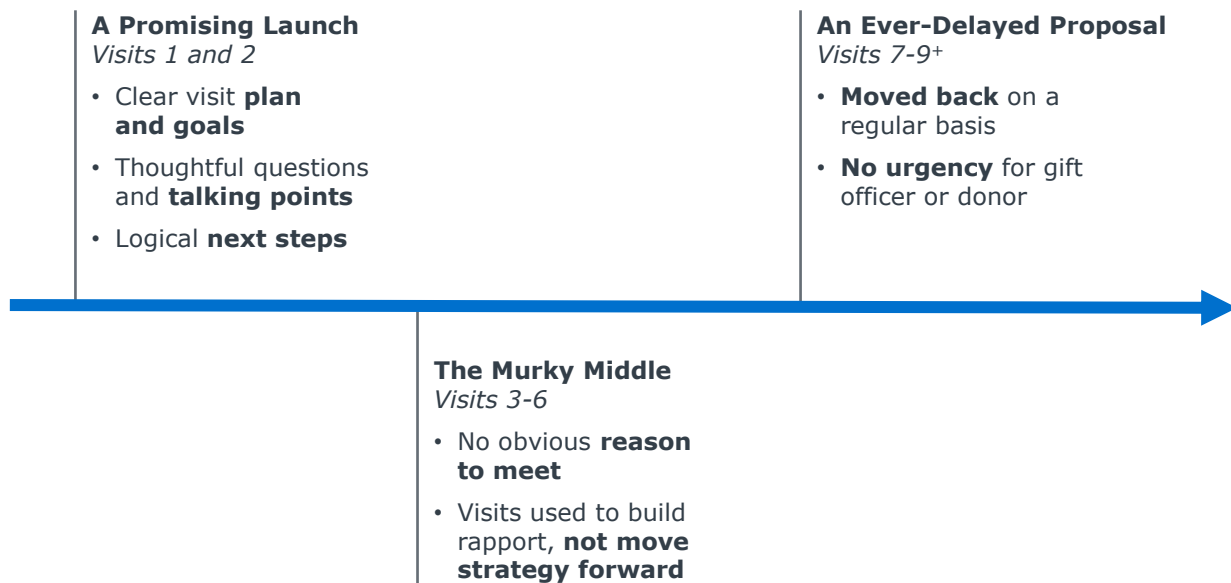 A Promising Launch
Visits 1 and 2
• Clear visit plan
and goals
• Thoughtful questions
and talking points
• Logical next steps
An Ever-Delayed Proposal
Visits 7-9+
• Moved back on a
regular basis
• No urgency for gift
officer or donor
The Murky Middle
Visits 3-6
• No obvious reason
to meet
• Visits used to build
rapport, not move
strategy forward